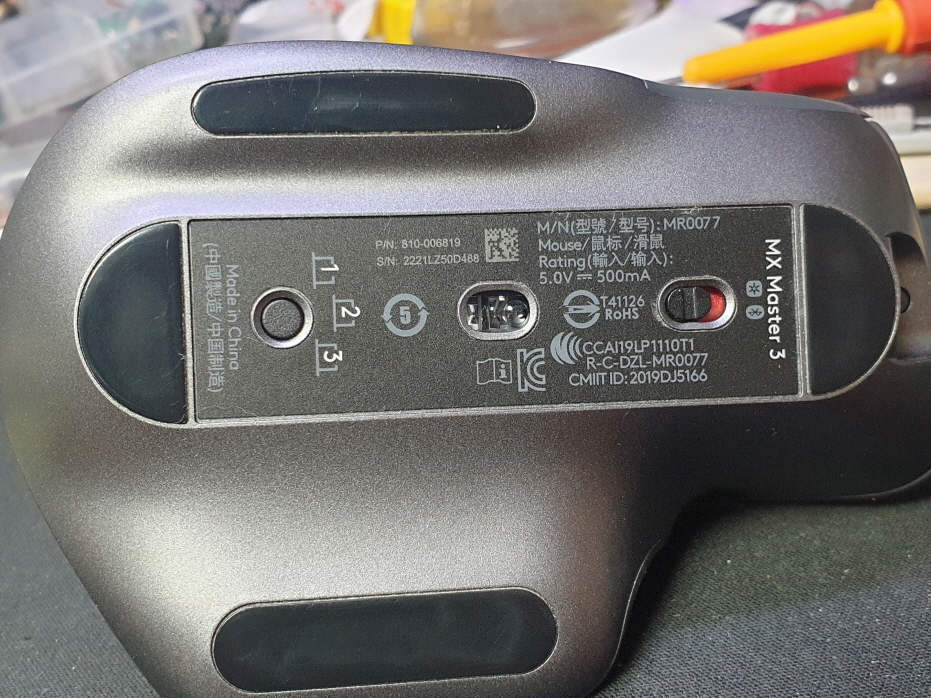 P/N: 810-006819
S/N: 2221LZ50D488
M/N(型號/型号): MR0077
Mouse/鼠标/滑鼠
Rating(輸入/输入):
5.0V⎓500mA
T41126
RoHS
CCAI19LP1110T1
R-C-DZL-MR0077
CMIIT ID: 2019DJ5166
MX Master 3
1
2
3
5
Made in China
(中國製造/中国制造)